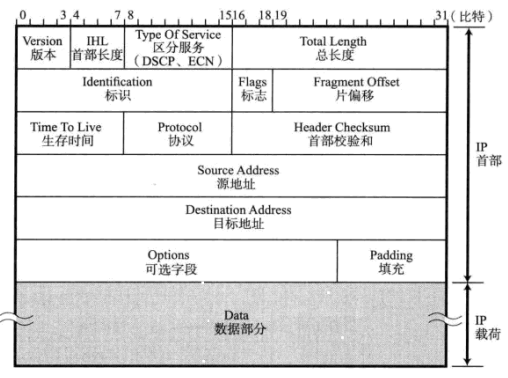 0 3 4 7 8 15 16 18 19 31 (比特)
Version IHL Type Of Service Total Length
版本 首部长度 区分服务 总长度
(DSCP、ECN)
Identification Flags Fragment Offset
标识 标志 片偏移
Time To Live Protocol Header Checksum
生存时间 协议 首部校验和
IP
首部
Source Address
源地址
Destination Address
目标地址
Options Padding
可选字段 填充
Data
数据部分
IP
载荷